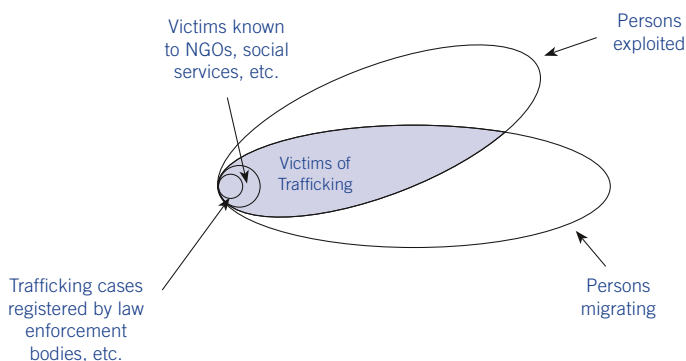 Victims known
to NGOs, social
services, etc.
Persons
exploited
Victims of
Trafficking
Trafficking cases
registered by law
enforcement
bodies, etc.
Persons
migrating